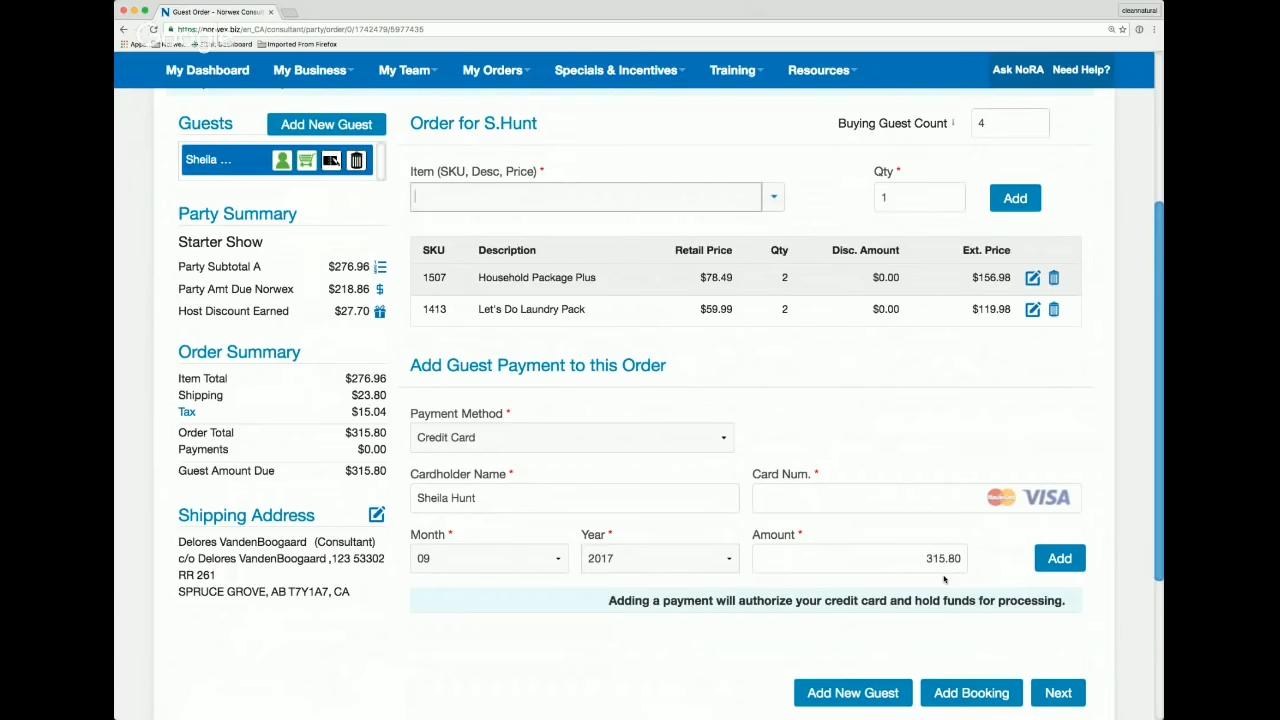 Guest Order - Norwex Consult
cleannatural
https://norwex.biz/en_CA/consultant/party/order/0/1742479/5977435
Apps
Dashboard
Imported From Firefox
Google
My Dashboard My Business My Team My Orders Specials & Incentives Training Resources Ask NoRA Need Help?
Guests Add New Guest
Sheila ...
Party Summary
Starter Show
Party Subtotal A $276.96
Party Amt Due Norwex $218.86
Host Discount Earned $27.70
Order Summary
Item Total $276.96
Shipping $23.80
Tax $15.04
Order Total $315.80
Payments $0.00
Guest Amount Due $315.80
Shipping Address
Delores VandenBoogaard (Consultant)
c/o Delores VandenBoogaard ,123 53302
RR 261
SPRUCE GROVE, AB T7Y1A7, CA
Order for S.Hunt
Buying Guest Count i 4
Item (SKU, Desc, Price) *
Qty *
1
Add
SKU Description Retail Price Qty Disc. Amount Ext. Price
1507 Household Package Plus $78.49 2 $0.00 $156.98
1413 Let's Do Laundry Pack $59.99 2 $0.00 $119.98
Add Guest Payment to this Order
Payment Method *
Credit Card
Cardholder Name * Card Num. *
Sheila Hunt MasterCard VISA
Month * Year * Amount *
09 2017 315.80 Add
Adding a payment will authorize your credit card and hold funds for processing.
Add New Guest Add Booking Next